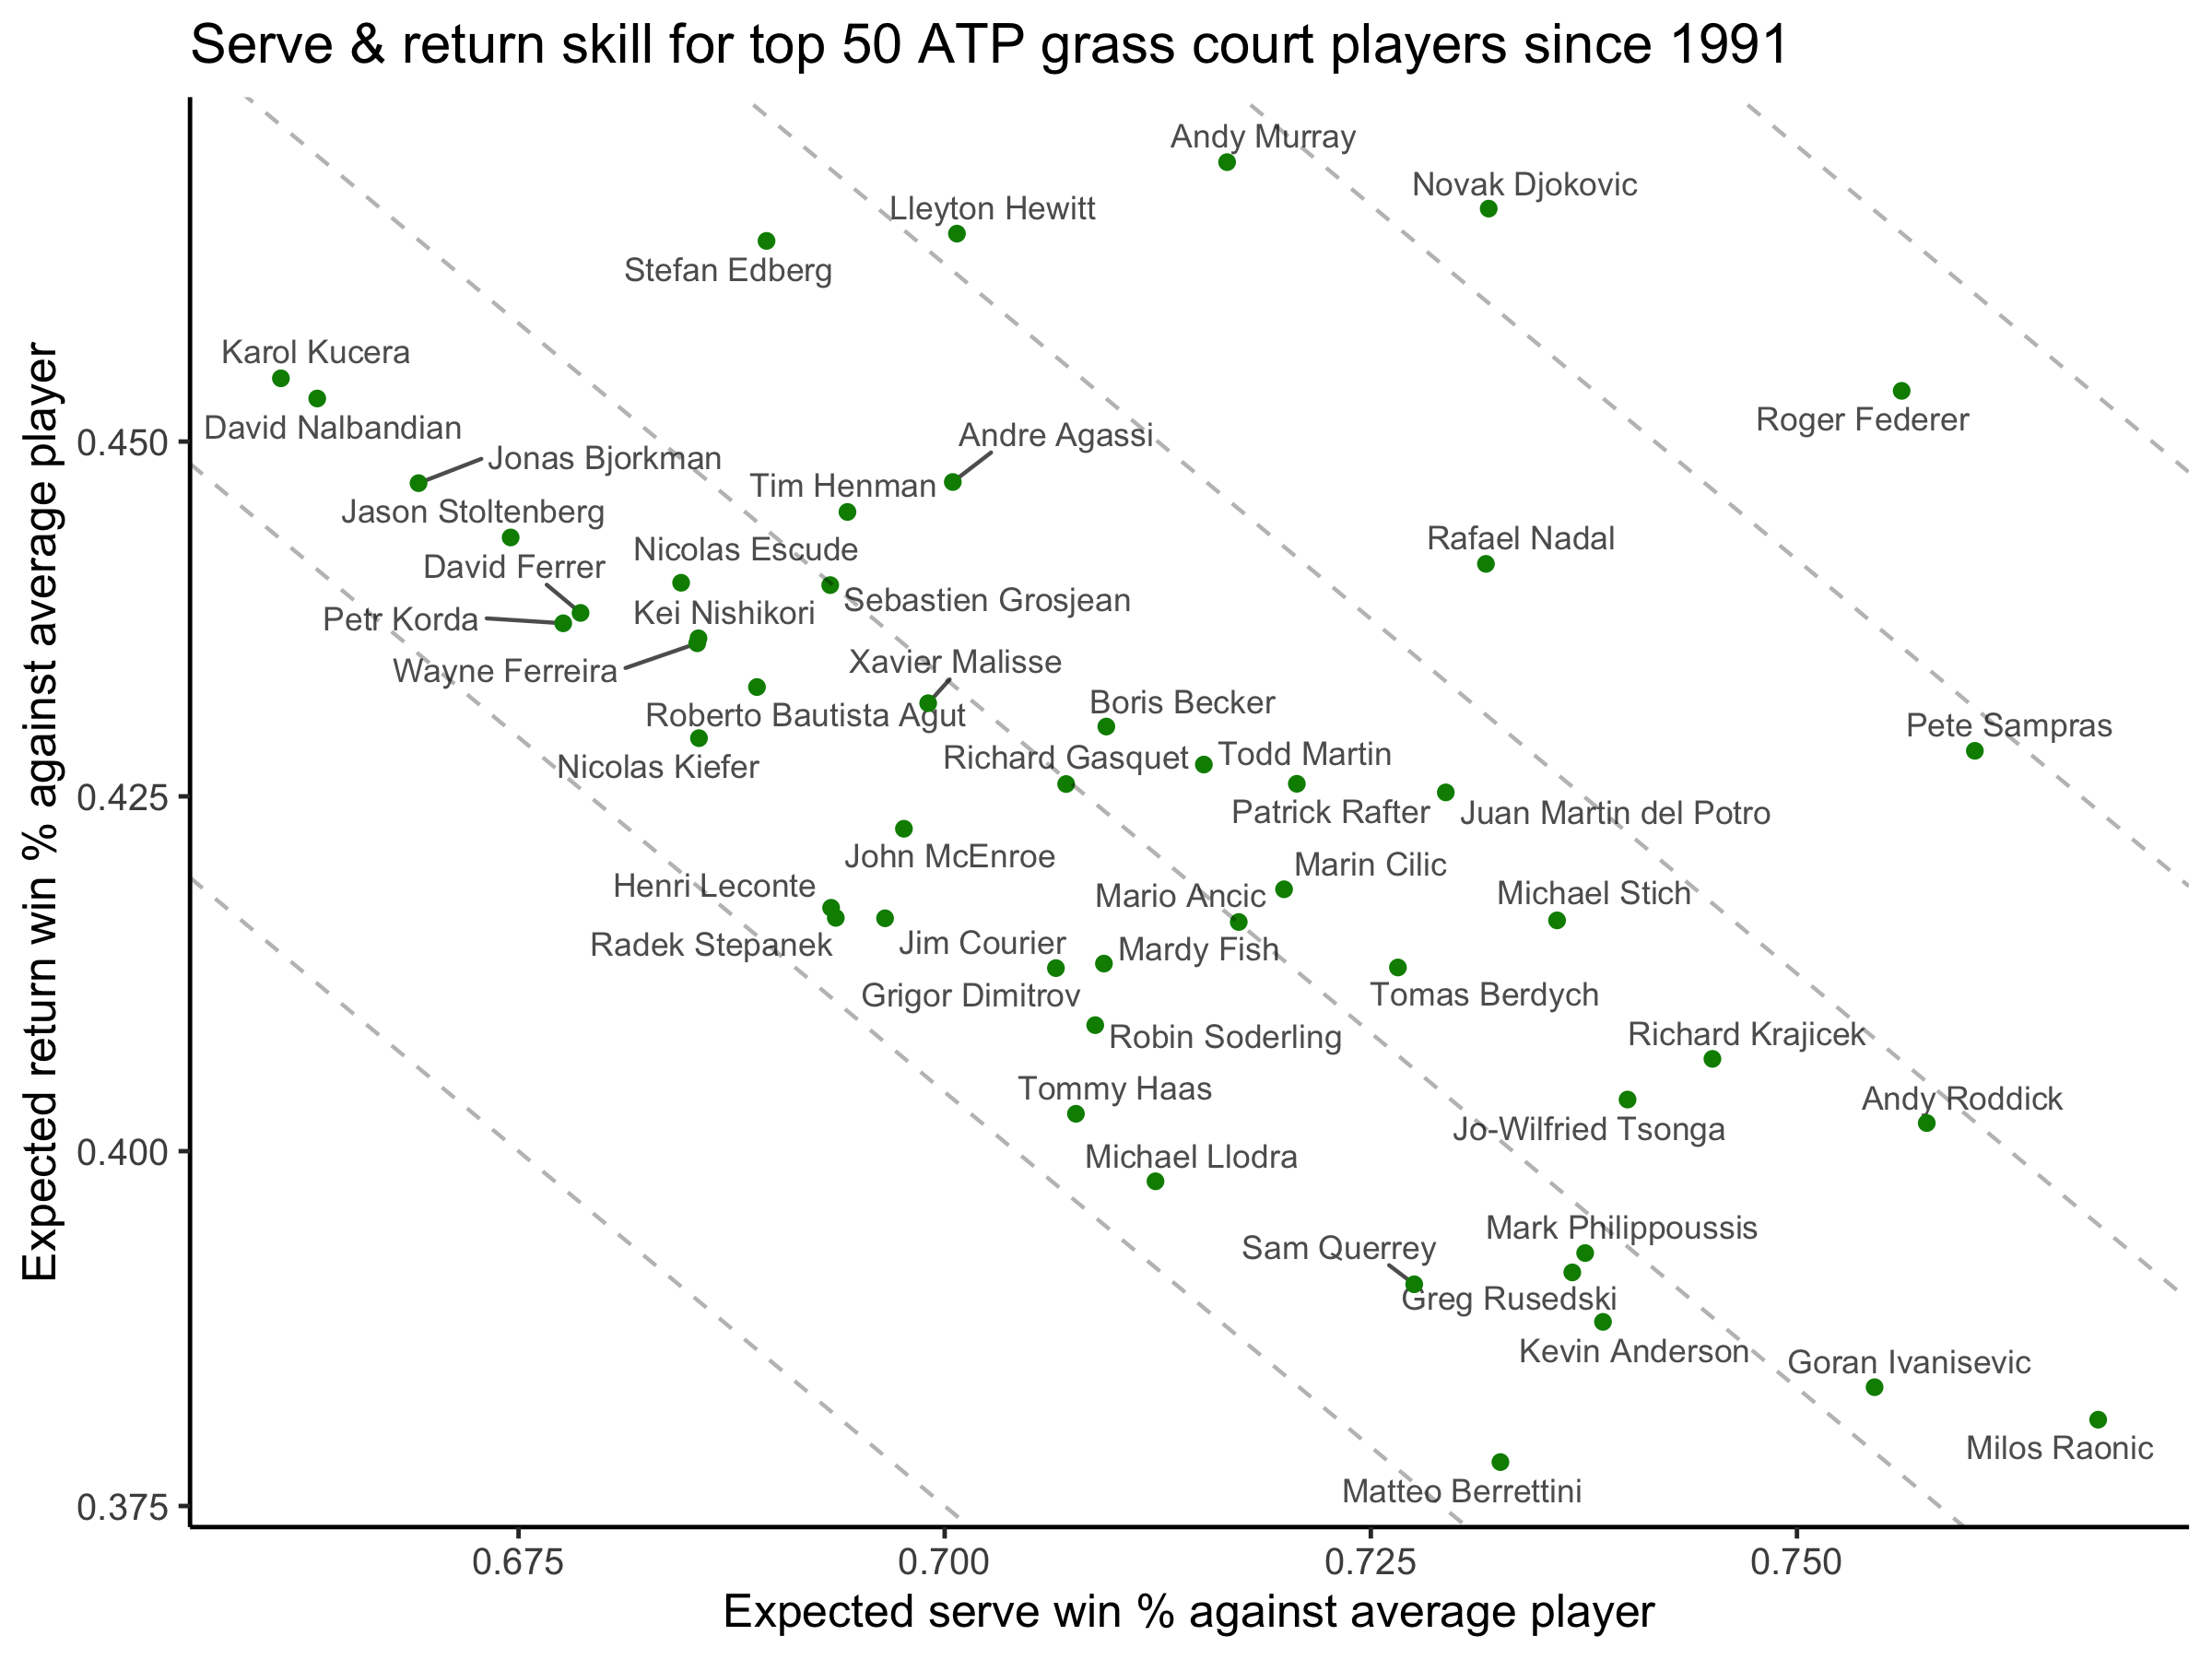 Serve & return skill for top 50 ATP grass court players since 1991
Expected return win % against average player
0.450
0.425
0.400
0.375
Andy Murray
Novak Djokovic
Lleyton Hewitt
Stefan Edberg
Karol Kucera
Roger Federer
David Nalbandian
Andre Agassi
Jonas Bjorkman
Tim Henman
Jason Stoltenberg
Rafael Nadal
Nicolas Escude
David Ferrer
Sebastien Grosjean
Kei Nishikori
Petr Korda
Xavier Malisse
Wayne Ferreira
Boris Becker
Roberto Bautista Agut
Pete Sampras
Todd Martin
Richard Gasquet
Nicolas Kiefer
Patrick Rafter
Juan Martin del Potro
John McEnroe
Marin Cilic
Henri Leconte
Michael Stich
Mario Ancic
Radek Stepanek
Jim Courier
Mardy Fish
Grigor Dimitrov
Tomas Berdych
Richard Krajicek
Robin Soderling
Tommy Haas
Andy Roddick
Jo-Wilfried Tsonga
Michael Llodra
Mark Philippoussis
Sam Querrey
Greg Rusedski
Kevin Anderson
Goran Ivanisevic
Milos Raonic
Matteo Berrettini
0.675
0.700
0.725
0.750
Expected serve win % against average player